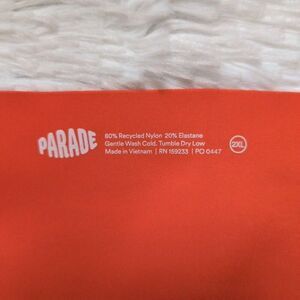 PARADE
80% Recycled Nylon 20% Elastane
Gentle Wash Cold. Tumble Dry Low
Made in Vietnam | RN 159233 | PO 0447
2XL